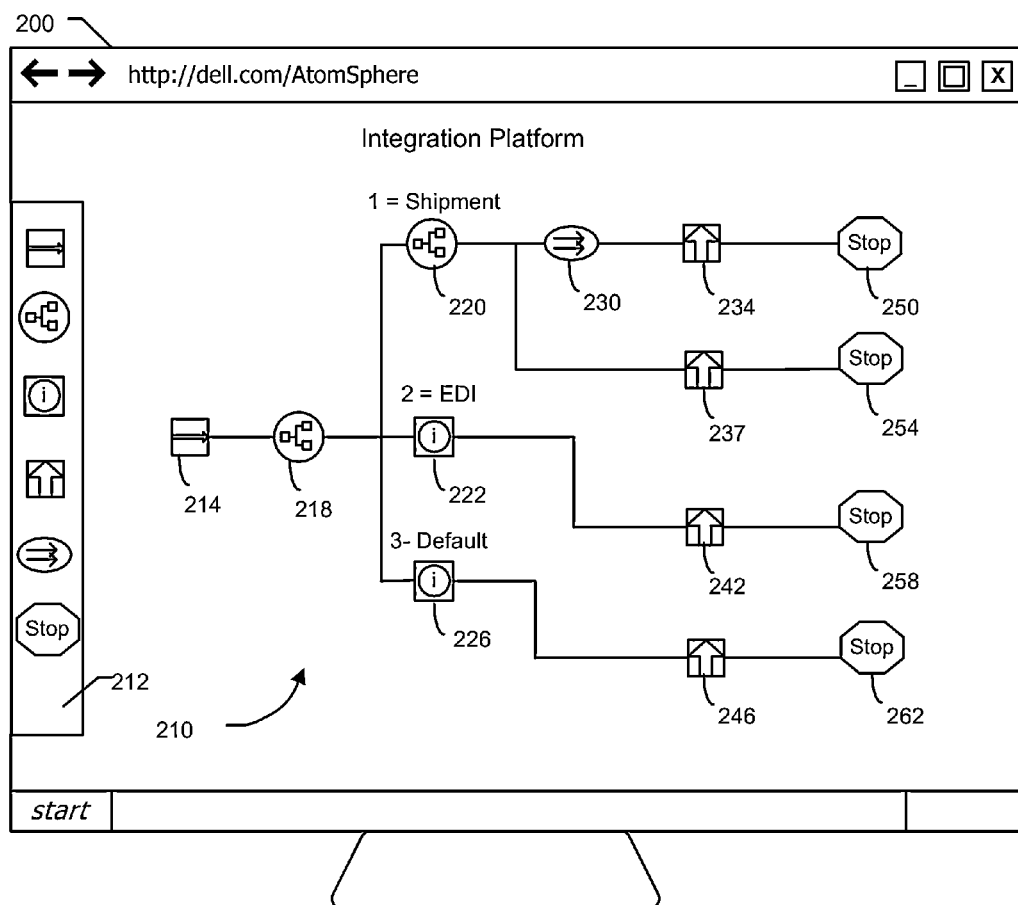 200
http://dell.com/AtomSphere
_ X
Integration Platform
1 = Shipment
Stop
220
230
234
250
Stop
2 = EDI
i
237
254
i
214
218
222
Stop
3- Default
242
258
i
Stop
226
Stop
212
246
262
210
start